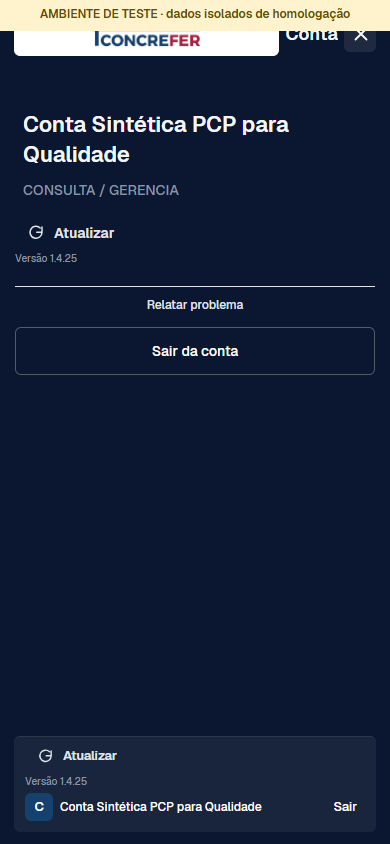 AMBIENTE DE TESTE · dados isolados de homologação
CONCREFER
Conta
Conta Sintética PCP para
Qualidade
CONSULTA / GERENCIA
Atualizar
Versão 1.4.25
Relatar problema
Sair da conta
Atualizar
Versão 1.4.25
C
Conta Sintética PCP para Qualidade
Sair